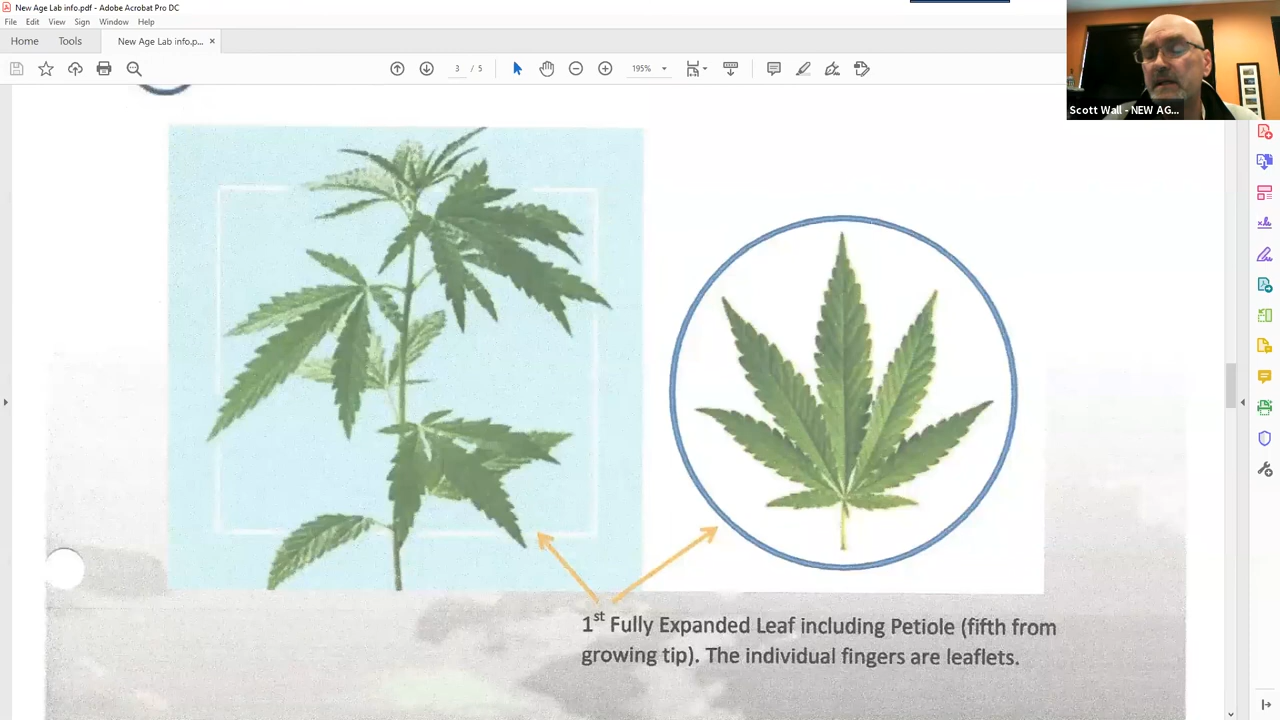 New Age Lab info.pdf - Adobe Acrobat Pro DC
File Edit View Sign Window Help
Home Tools New Age Lab info.p... ×
3 / 5 195%
Scott Wall - NEW AG...
1st Fully Expanded Leaf including Petiole (fifth from
growing tip). The individual fingers are leaflets.